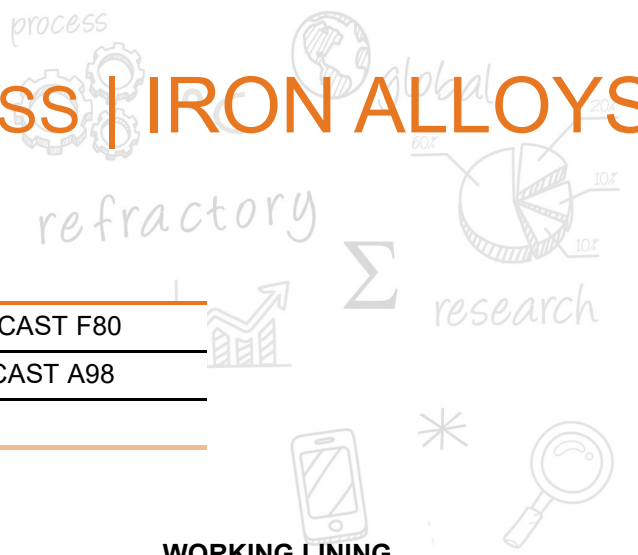 process
ss | IRON ALLOYS
global
20%
60%
10%
refractory
10%
Σ
research
CAST F80
CAST A98
*
WORKING LINING